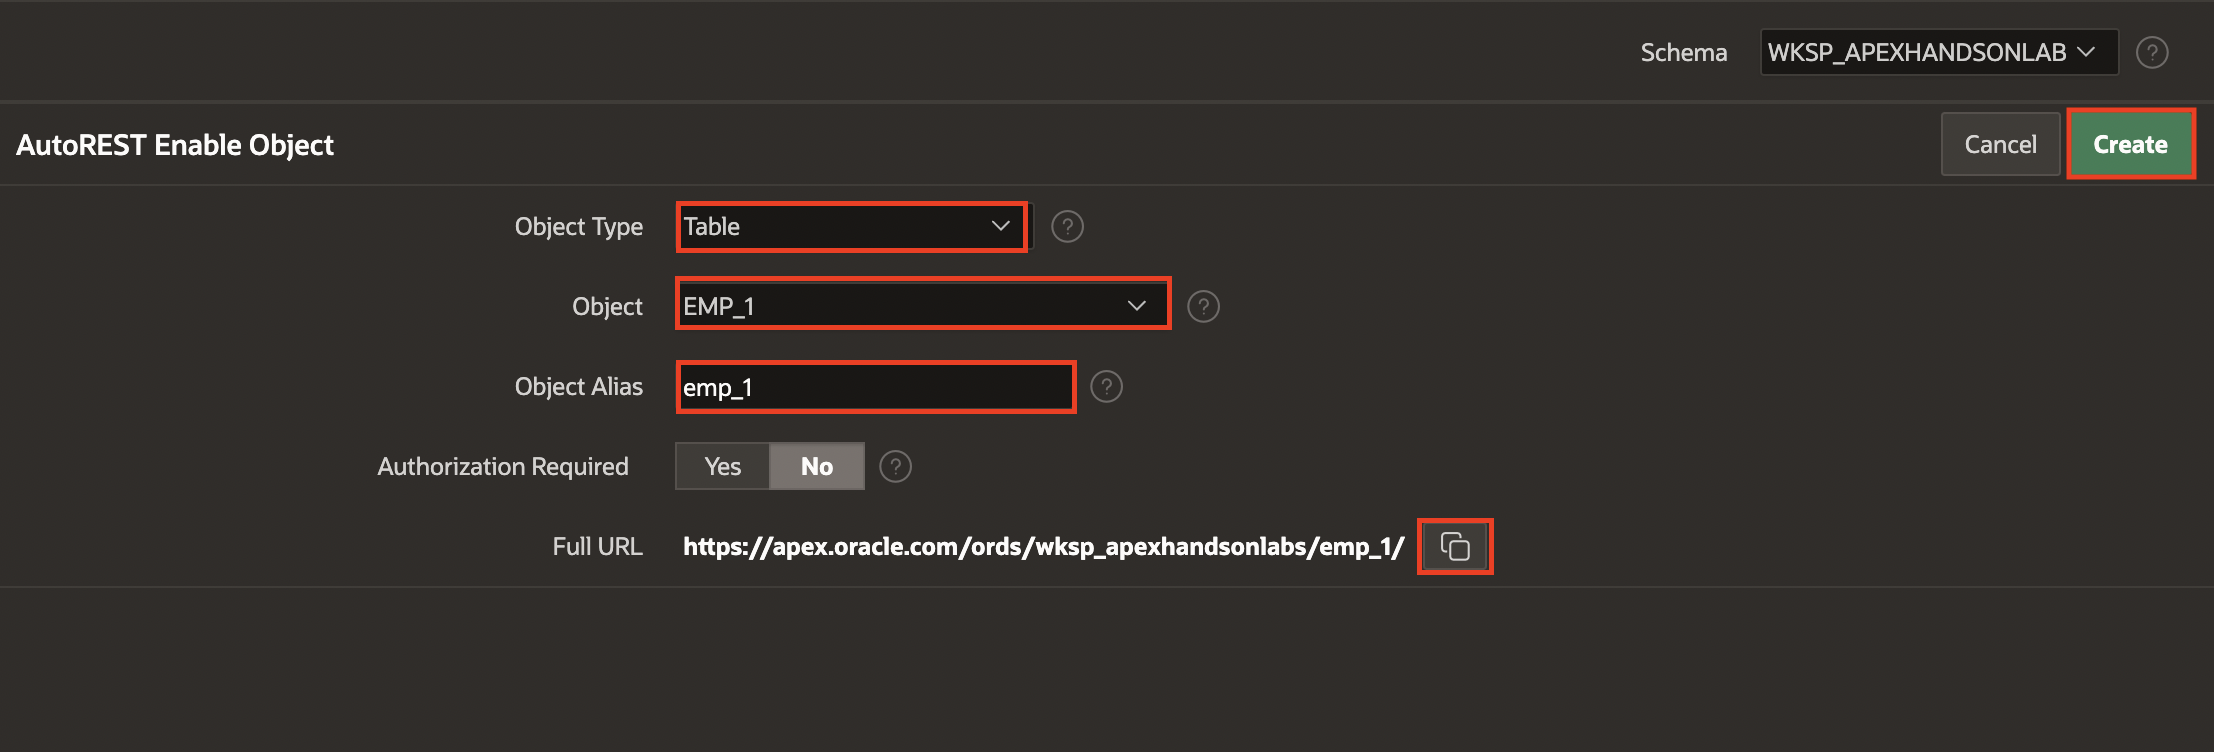 Schema WKSP_APEXHANDSONLAB ?
AutoREST Enable Object Cancel Create
Object Type Table ?
Object EMP_1 ?
Object Alias emp_1 ?
Authorization Required Yes No ?
Full URL https://apex.oracle.com/ords/wksp_apexhandsonlabs/emp_1/